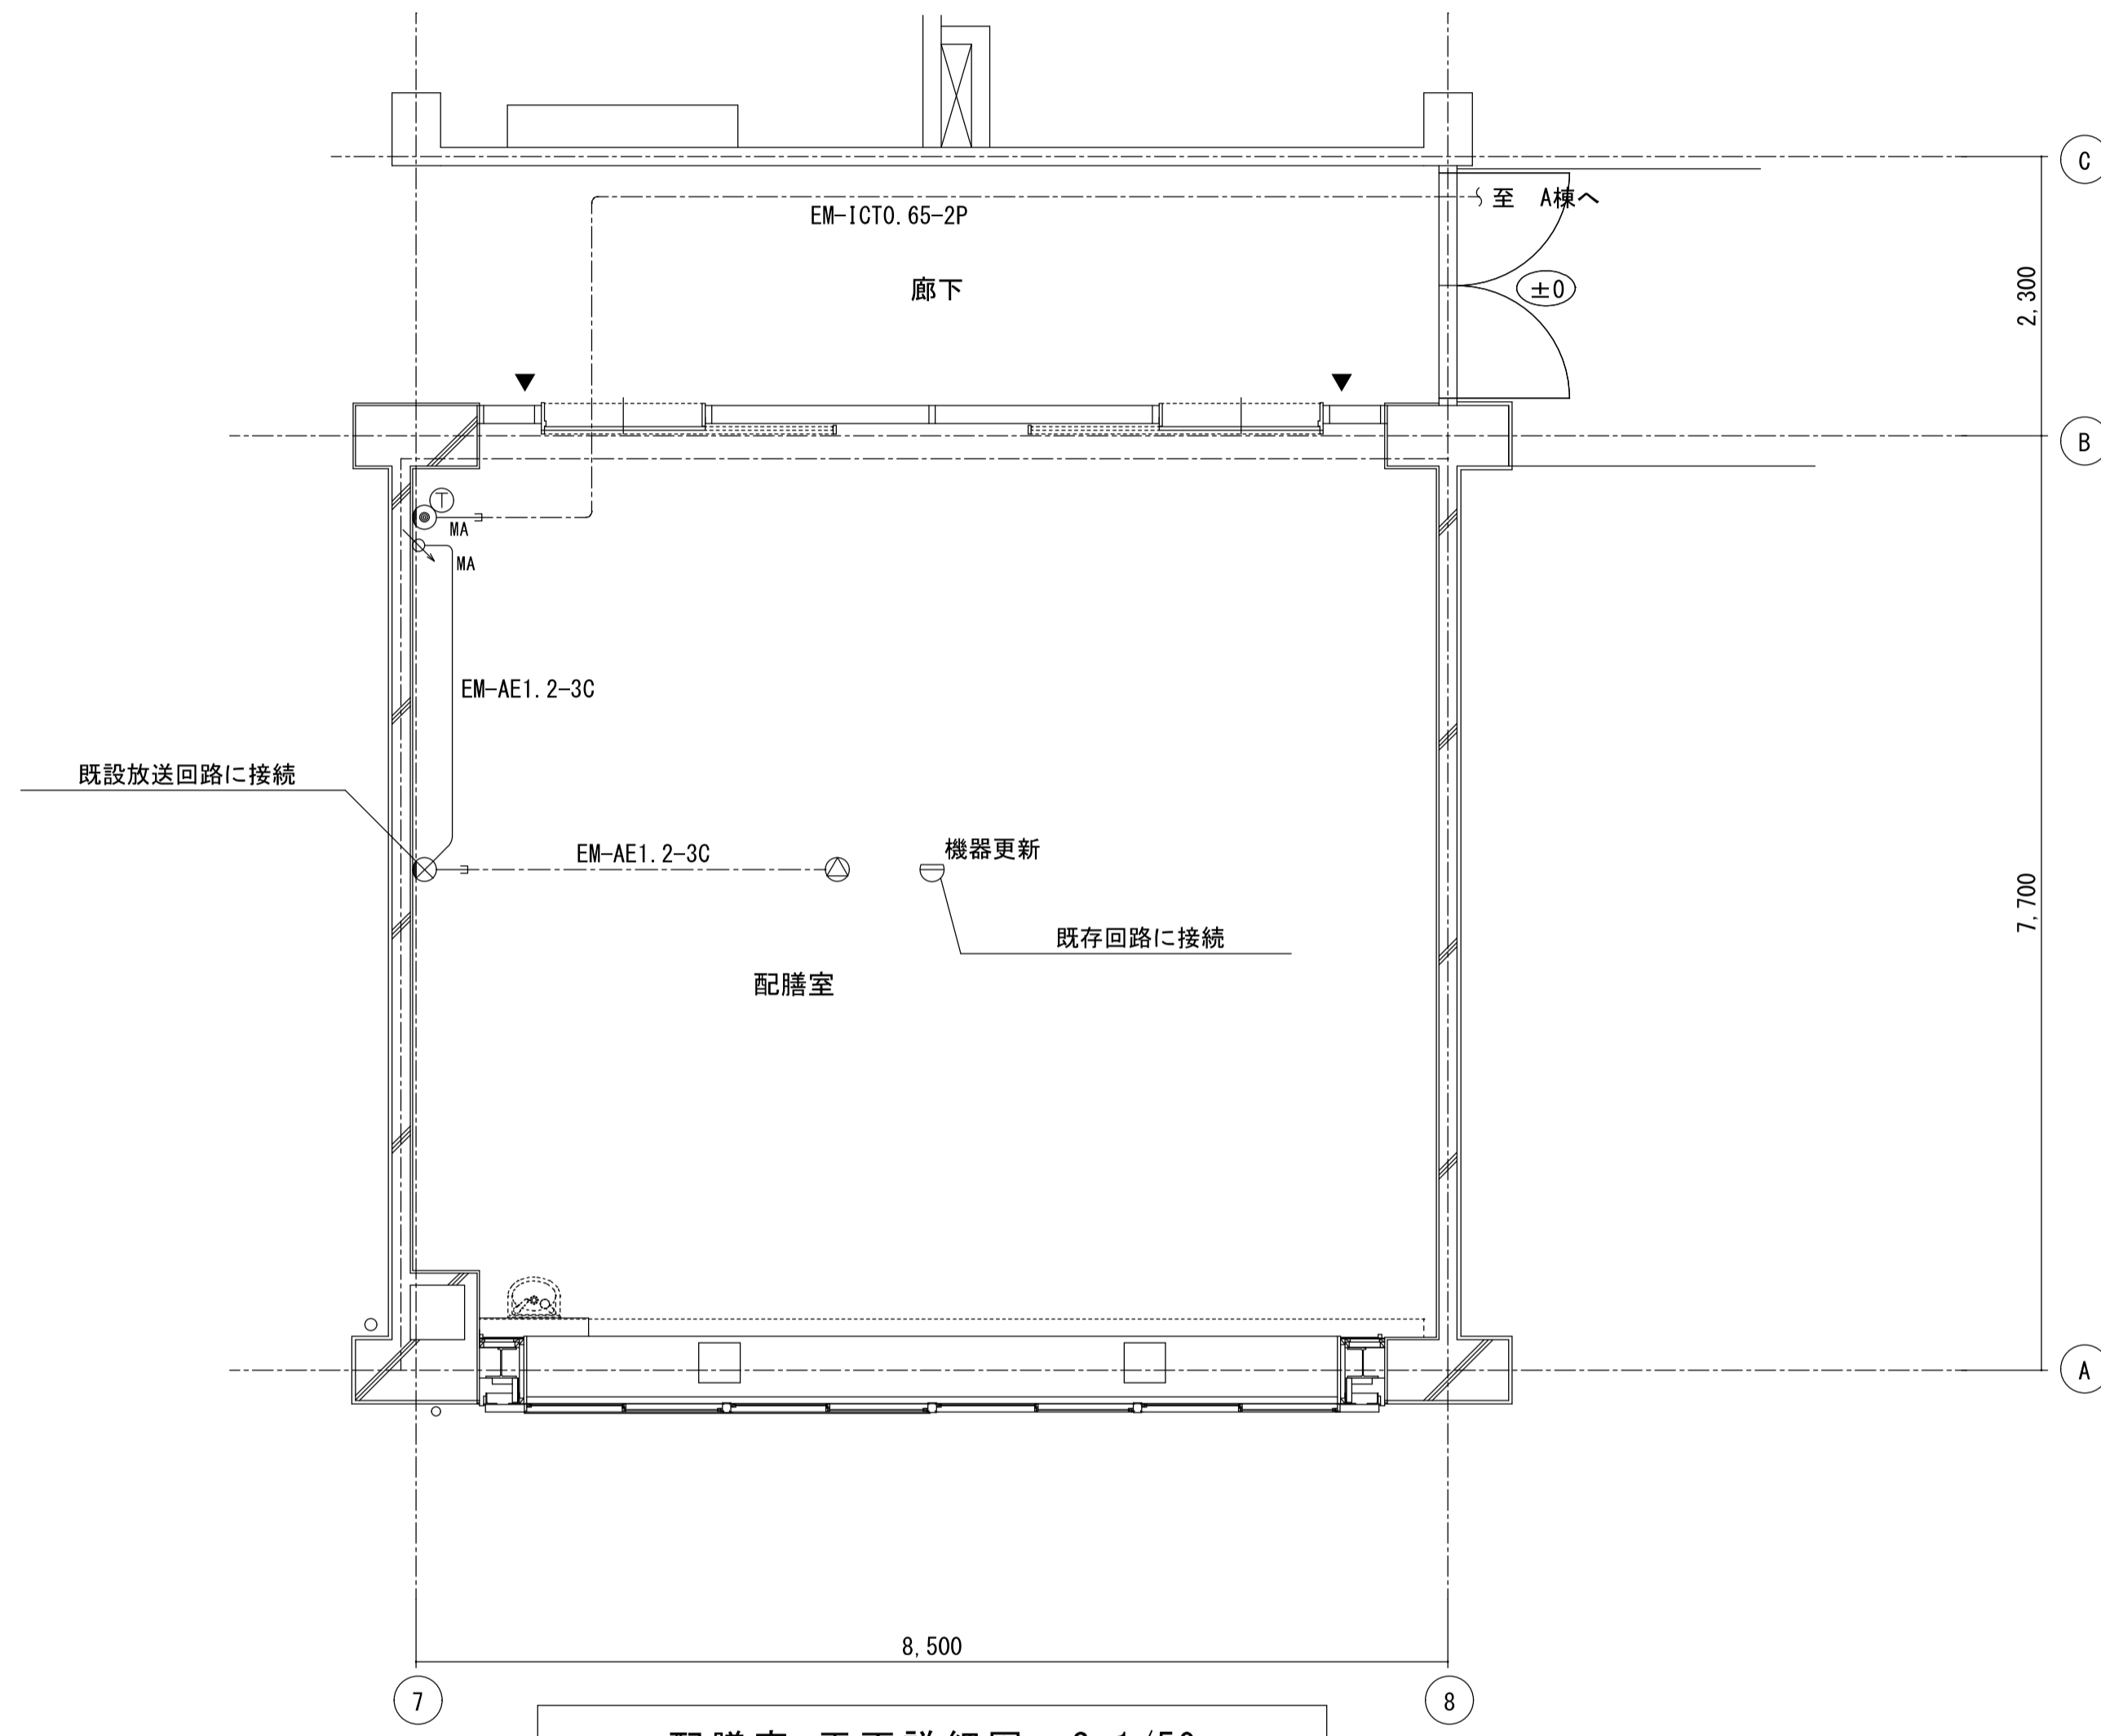 C
至 A棟へ
EM-ICT0.65-2P
廊下
±0
2,300
B
T
MA
MA
EM-AE1.2-3C
既設放送回路に接続
EM-AE1.2-3C
機器更新
既存回路に接続
7,700
配膳室
A
8,500
7
8